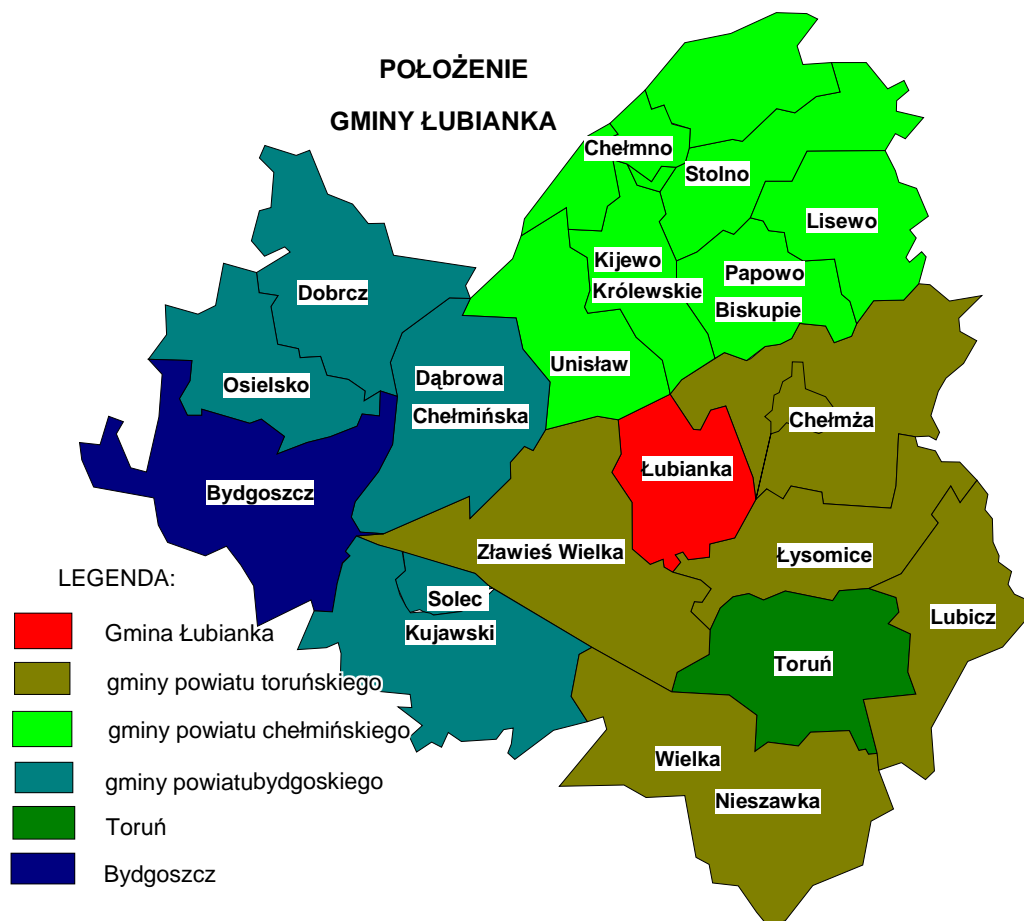 POŁOŻENIE
GMINY ŁUBIANKA
Chełmno
Stolno
Lisewo
Kijewo
Królewskie
Papowo
Biskupie
Dobrcz
Osielsko
Dąbrowa
Chełmińska
Unisław
Chełmża
Łubianka
Bydgoszcz
Zławieś Wielka
Łysomice
Solec
Kujawski
Lubicz
Toruń
Wielka
Nieszawka
LEGENDA:
Gmina Łubianka
gminy powiatu toruńskiego
gminy powiatu chełmińskiego
gminy powiatubydgoskiego
Toruń
Bydgoszcz